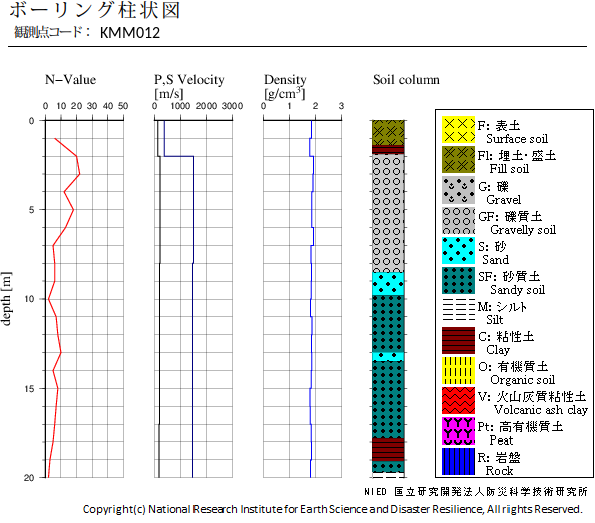 ボーリング柱状図
観測点コード： KMM012
N−Value
P,S Velocity
[m/s]
Density
[g/cm³]
Soil column
0 10 20 30 40 50
0 1000 2000 3000
0 1 2 3
depth [m]
0
5
10
15
20
F: 表土
Surface soil
Fl: 埋土・盛土
Fill soil
G: 礫
Gravel
GF: 礫質土
Gravelly soil
S: 砂
Sand
SF: 砂質土
Sandy soil
M: シルト
Silt
C: 粘性土
Clay
O: 有機質土
Organic soil
V: 火山灰質粘性土
Volcanic ash clay
Pt: 高有機質土
Peat
R: 岩盤
Rock
NIED 国立研究開発法人防災科学技術研究所
Copyright(c) National Research Institute for Earth Science and Disaster Resilience, All rights Reserved.